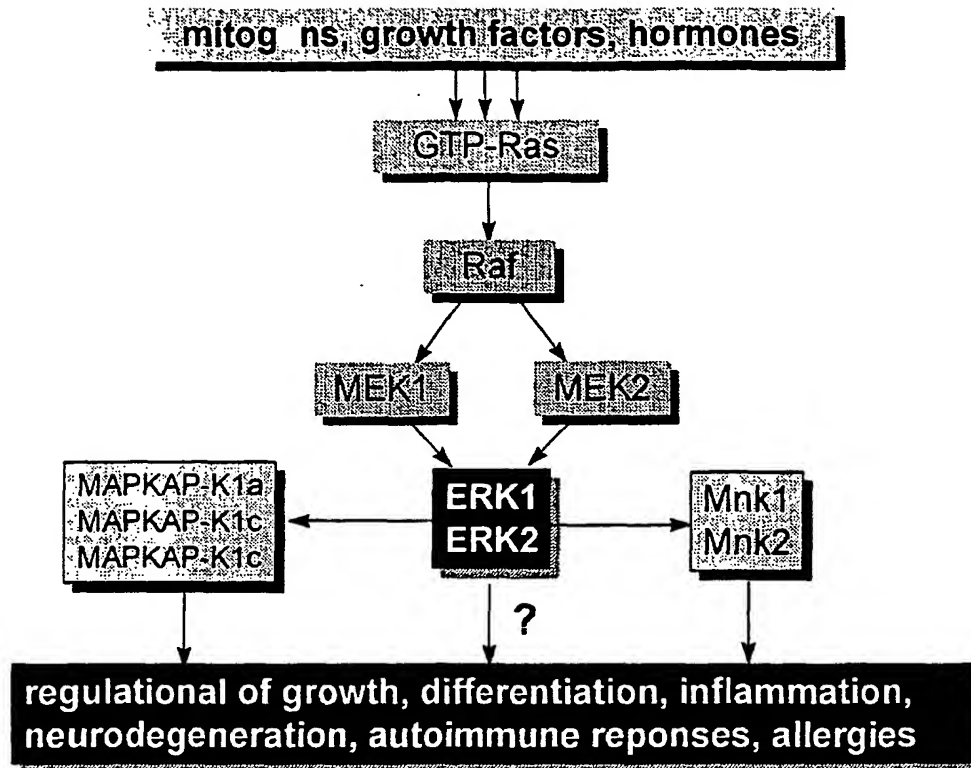 mitog ns, growth factors, hormones
GTP-Ras
Raf
MEK1
MEK2
MAPKAP-K1a
MAPKAP-K1c
MAPKAP-K1c
ERK1
ERK2
Mnk1
Mnk2
?
regulational of growth, differentiation, inflammation,
neurodegeneration, autoimmune reponses, allergies